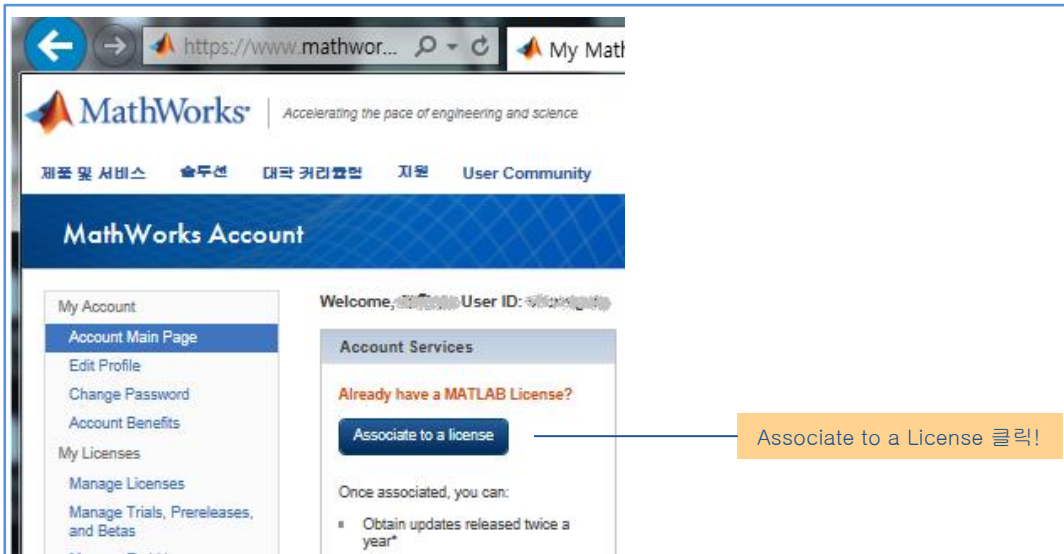 https://www.mathwor...
My Math
MathWorks
Accelerating the pace of engineering and science
제품 및 서비스 솔루션 대학 커리큘럼 지원 User Community
MathWorks Account
My Account
Account Main Page
Edit Profile
Change Password
Account Benefits
My Licenses
Manage Licenses
Manage Trials, Prereleases,
and Betas
Welcome, User ID:
Account Services
Already have a MATLAB License?
Associate to a license
Once associated, you can:
Obtain updates released twice a
year*
Associate to a License 클릭!